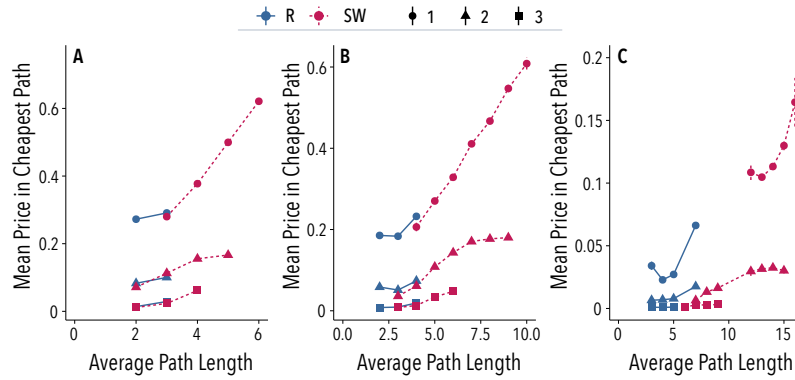 R SW 1 2 3
A
Mean Price in Cheapest Path
0.6
0.4
0.2
0
0 2 4 6
Average Path Length
B
Mean Price in Cheapest Path
0.6
0.4
0.2
0
0.0 2.5 5.0 7.5 10.0
Average Path Length
C
Mean Price in Cheapest Path
0.2
0.15
0.1
0.05
0
0 5 10 15
Average Path Length